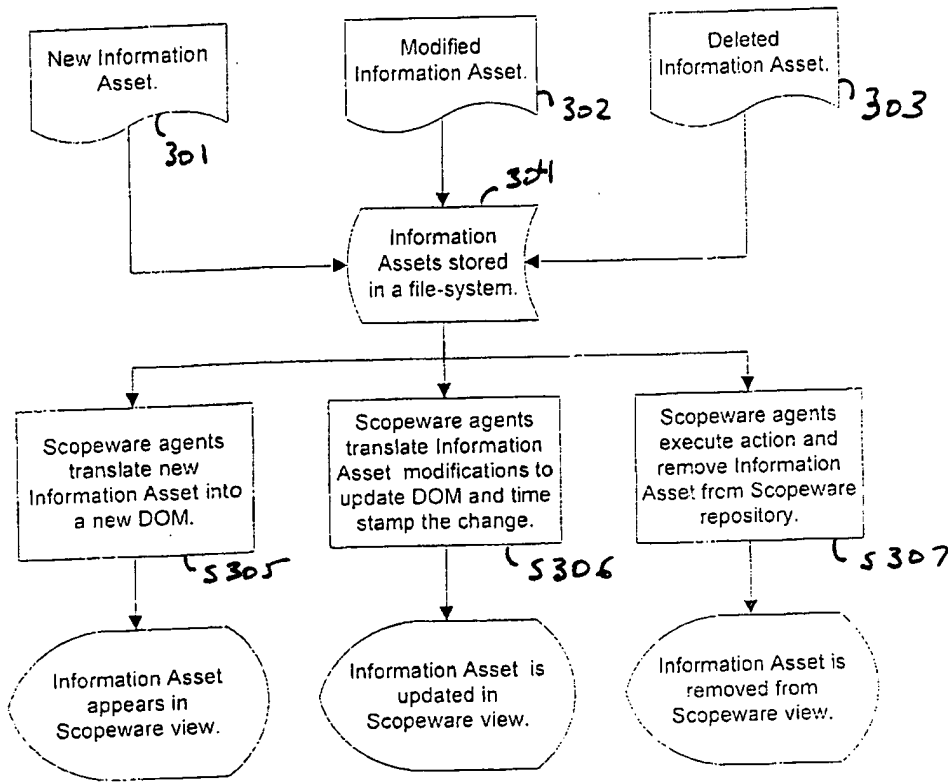 New Information
Asset.
301
Modified
Information Asset.
302
Deleted
Information Asset.
303
304
Information
Assets stored
in a file-system.
Scopeware agents
translate new
Information Asset into
a new DOM.
S305
Scopeware agents
translate Information
Asset modifications to
update DOM and time
stamp the change.
S306
Scopeware agents
execute action and
remove Information
Asset from Scopeware
repository.
S307
Information Asset
appears in
Scopeware view.
Information Asset is
updated in
Scopeware view.
Information Asset is
removed from
Scopeware view.